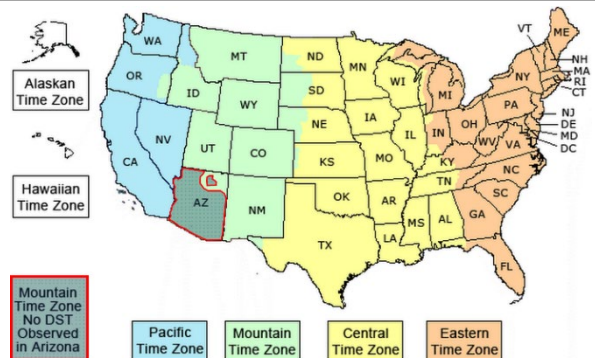 WA
OR
CA
NV
ID
MT
WY
UT
CO
AZ
NM
ND
SD
NE
KS
OK
TX
MN
IA
MO
AR
LA
WI
IL
MS
AL
TN
KY
IN
MI
OH
WV
VA
NC
SC
GA
FL
PA
NY
VT
ME
NH
MA
RI
CT
NJ
DE
MD
DC
Alaskan
Time Zone
Hawaiian
Time Zone
Mountain
Time Zone
No DST
Observed
in Arizona
Pacific
Time Zone
Mountain
Time Zone
Central
Time Zone
Eastern
Time Zone